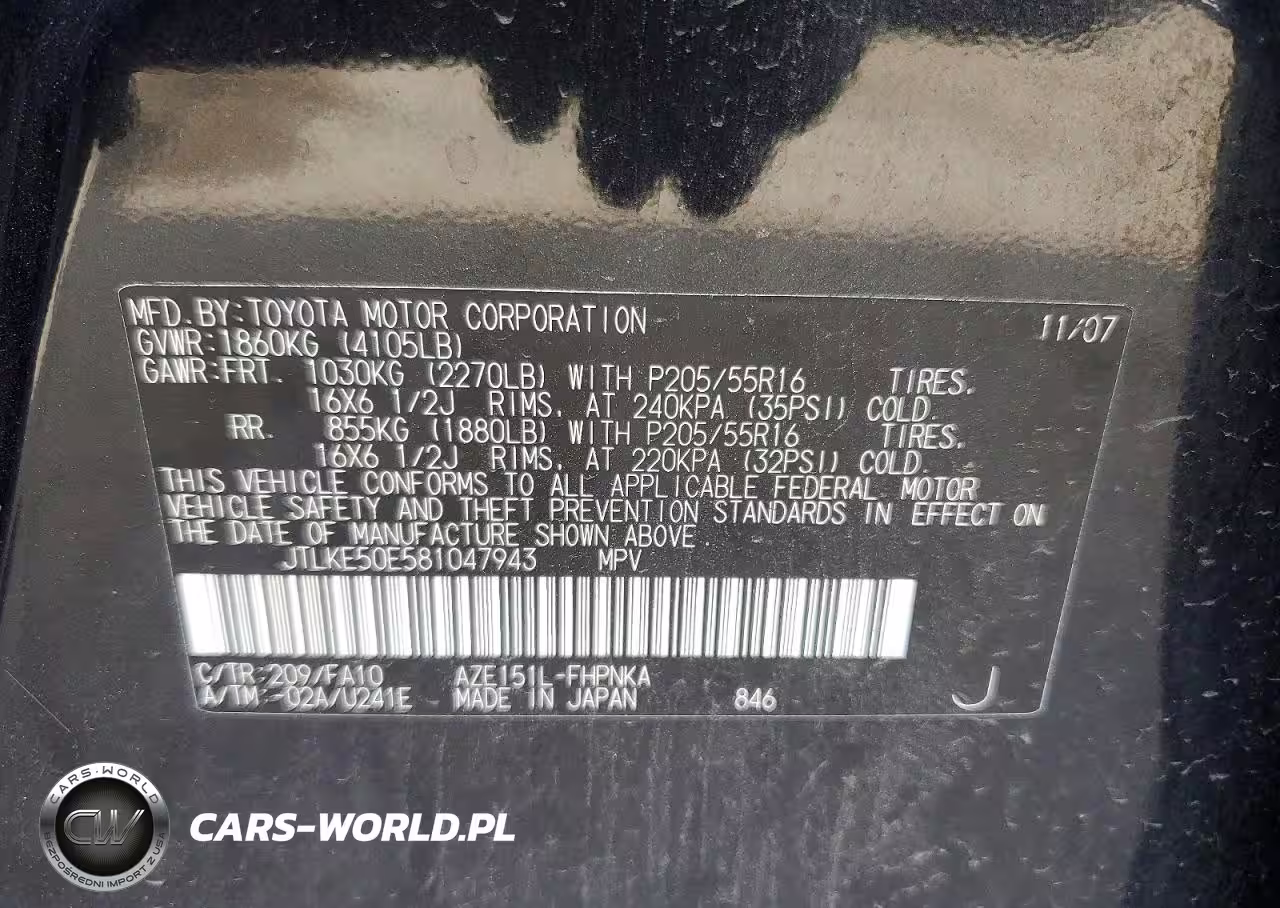 MFD.BY:TOYOTA MOTOR CORPORATION 11/07
GVWR:1860KG (4105LB)
GAWR:FRT. 1030KG (2270LB) WITH P205/55R16 TIRES.
16X6 1/2J RIMS. AT 240KPA (35PSI) COLD.
RR. 855KG (1880LB) WITH P205/55R16 TIRES.
16X6 1/2J RIMS. AT 220KPA (32PSI) COLD.
THIS VEHICLE CONFORMS TO ALL APPLICABLE FEDERAL MOTOR
VEHICLE SAFETY AND THEFT PREVENTION STANDARDS IN EFFECT ON
THE DATE OF MANUFACTURE SHOWN ABOVE.
JTLKE50E581047943 MPV
C/TR:209/FA10 AZE151L-FHPNKA
A/TM:-02A/U241E MADE IN JAPAN 846 J
CARS-WORLD
CW
BEZPOŚREDNI IMPORT Z USA
CARS-WORLD.PL